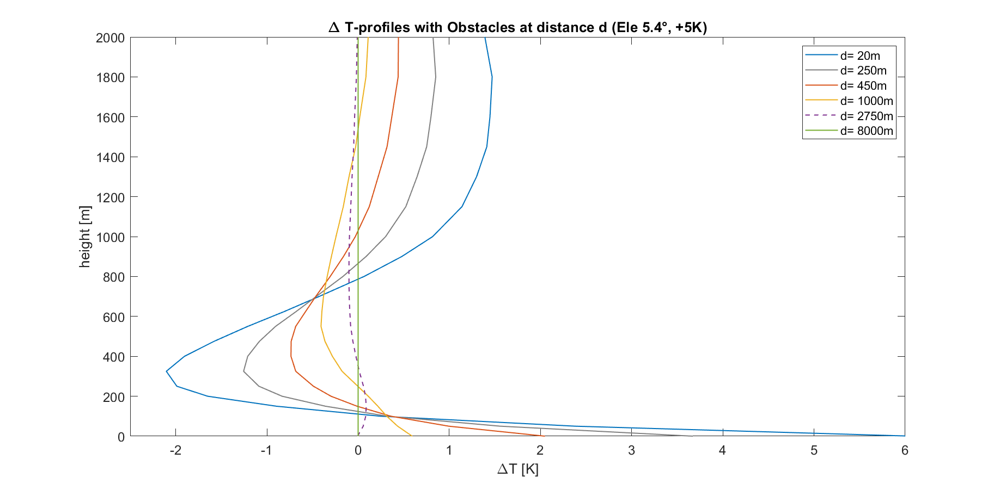 Δ T-profiles with Obstacles at distance d (Ele 5.4°, +5K)
2000
1800
1600
1400
1200
1000
800
600
400
200
0
height [m]
d= 20m
d= 250m
d= 450m
d= 1000m
d= 2750m
d= 8000m
-2 -1 0 1 2 3 4 5 6
ΔT [K]